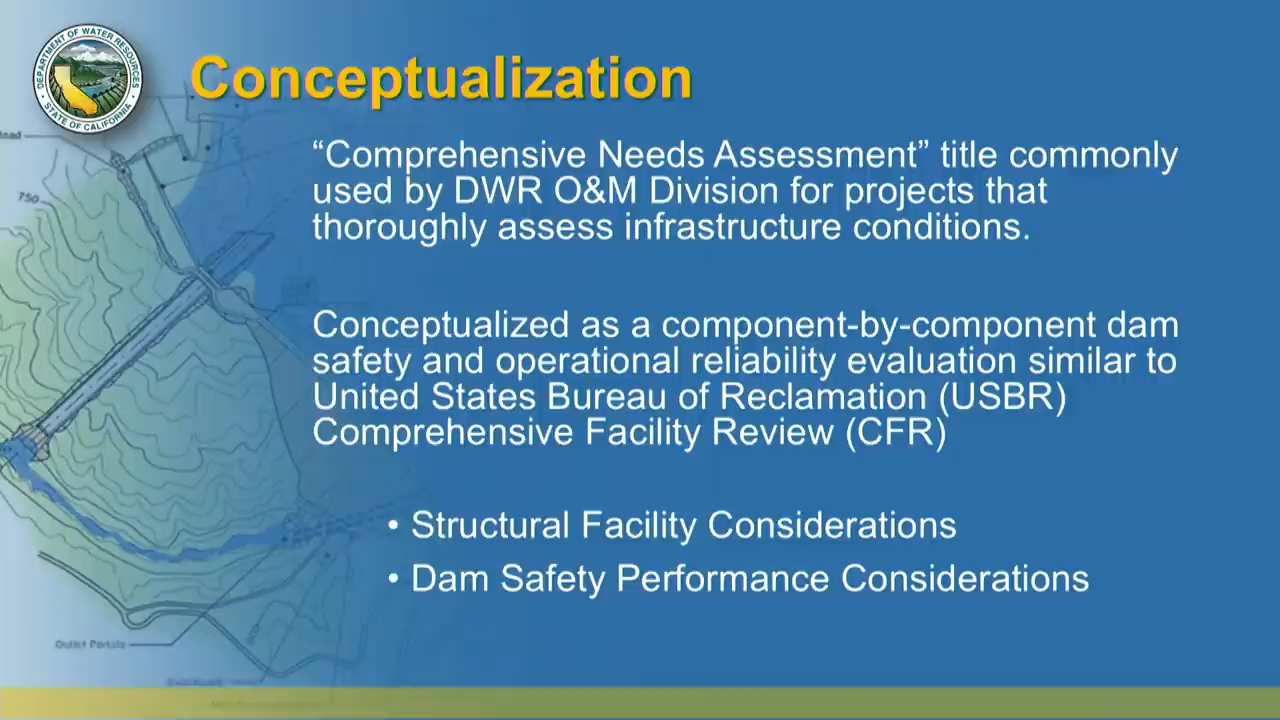 DEPARTMENT OF WATER RESOURCES
STATE OF CALIFORNIA
Conceptualization
“Comprehensive Needs Assessment” title commonly
used by DWR O&M Division for projects that
thoroughly assess infrastructure conditions.
750
Conceptualized as a component-by-component dam
safety and operational reliability evaluation similar to
United States Bureau of Reclamation (USBR)
Comprehensive Facility Review (CFR)
• Structural Facility Considerations
• Dam Safety Performance Considerations
Outlet Portals